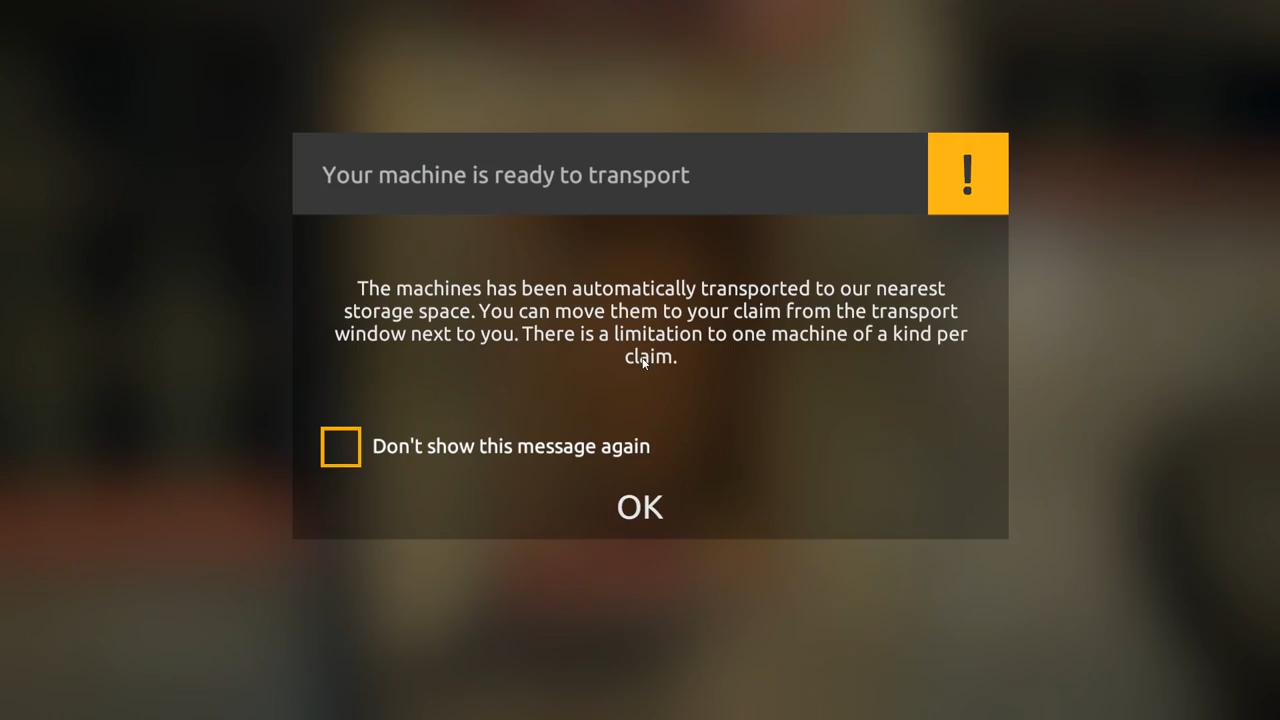 Your machine is ready to transport
!
The machines has been automatically transported to our nearest
storage space. You can move them to your claim from the transport
window next to you. There is a limitation to one machine of a kind per
claim.
Don't show this message again
OK